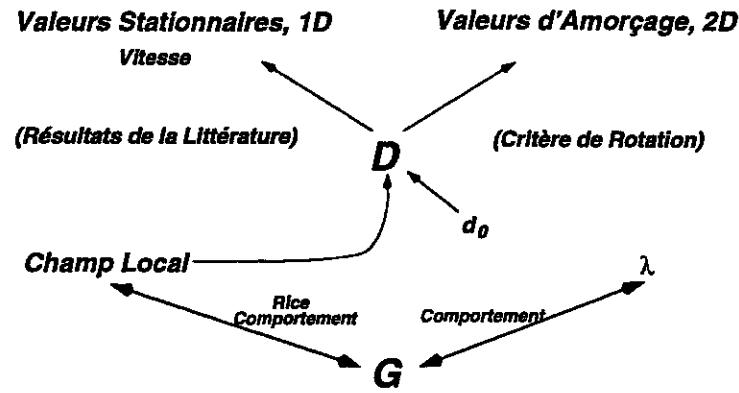 Valeurs Stationnaires, 1D
Valeurs d'Amorçage, 2D
Vitesse
(Résultats de la Littérature)
(Critère de Rotation)
D
d0
Champ Local
λ
Rice
Comportement
Comportement
G